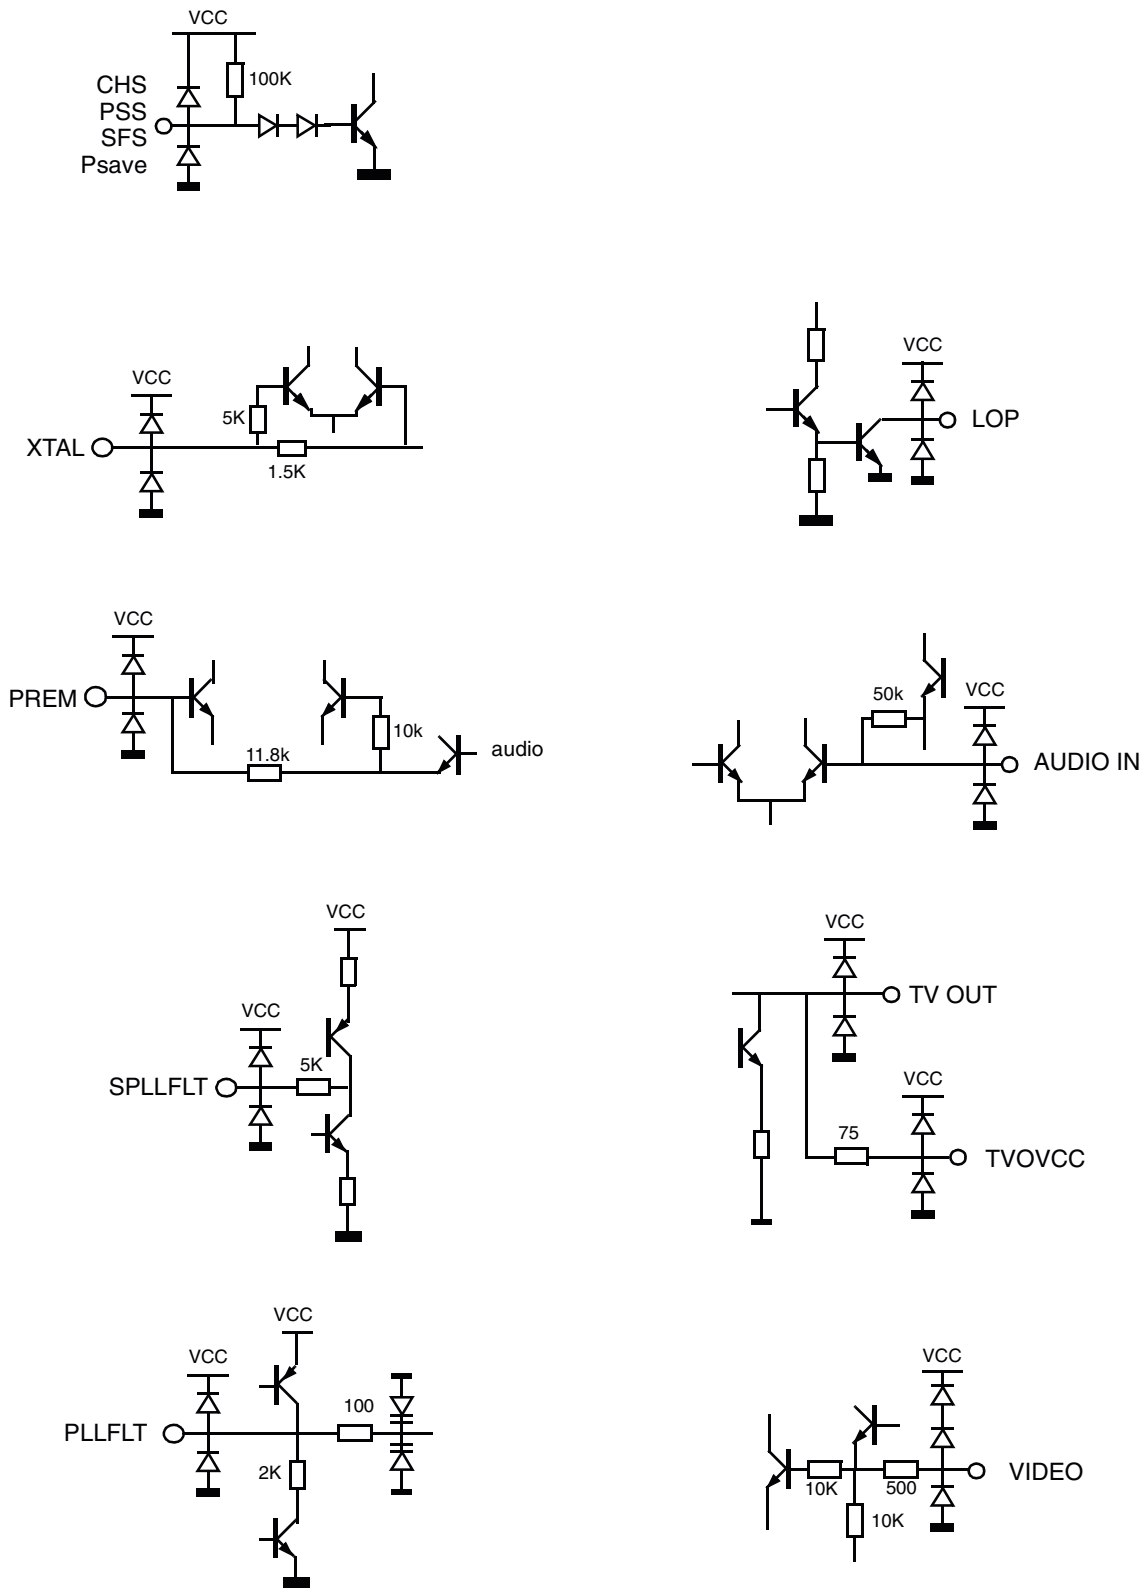 VCC
100K
CHS
PSS
SFS
Psave
VCC
5K
XTAL
1.5K
VCC
LOP
VCC
PREM
10k
11.8k
audio
50k
VCC
AUDIO IN
VCC
VCC
5K
SPLLFLT
VCC
TV OUT
VCC
75
TVOVCC
VCC
VCC
100
PLLFLT
2K
VCC
10K
500
VIDEO
10K